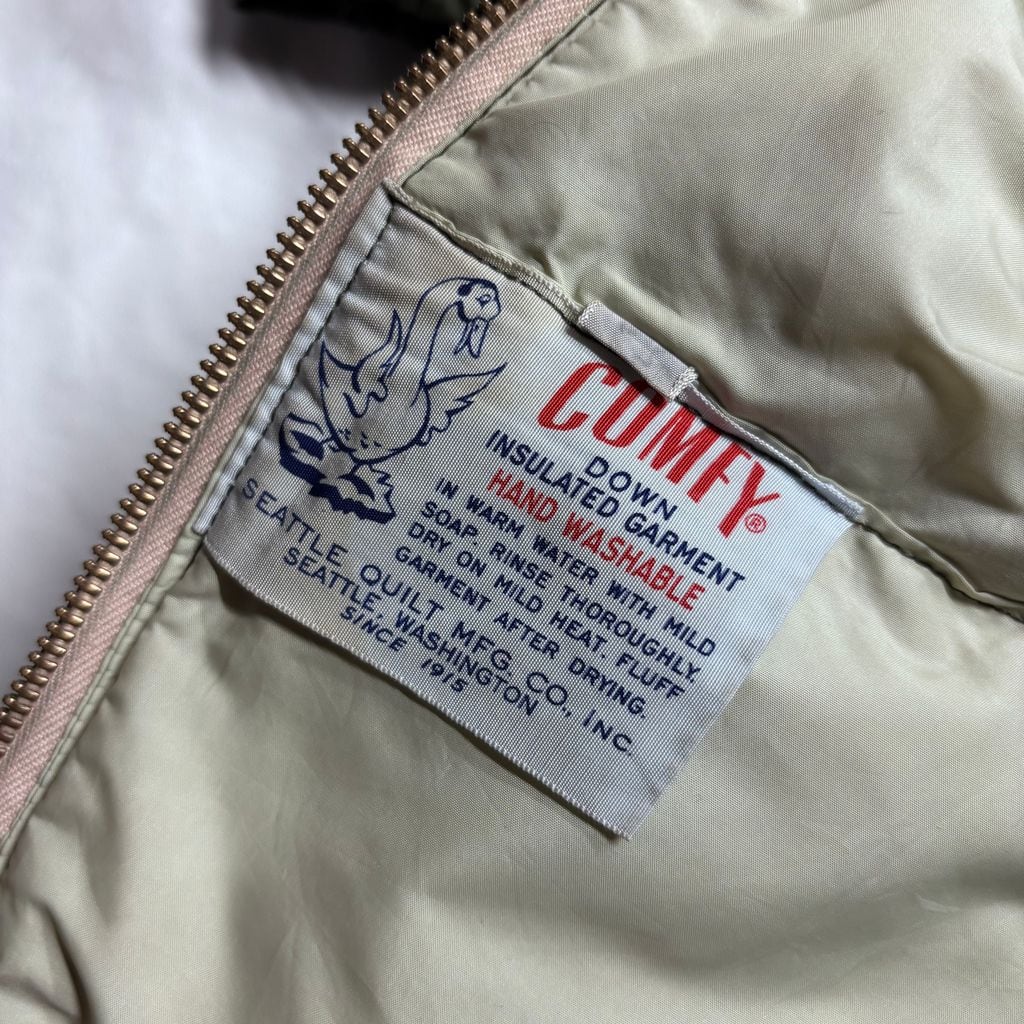 COMFY®
DOWN
INSULATED GARMENT
HAND WASHABLE
IN WARM WATER WITH MILD
SOAP. RINSE THOROUGHLY.
DRY ON MILD HEAT. FLUFF
GARMENT AFTER DRYING.
SEATTLE QUILT MFG. CO., INC.
SEATTLE, WASHINGTON
SINCE 1915